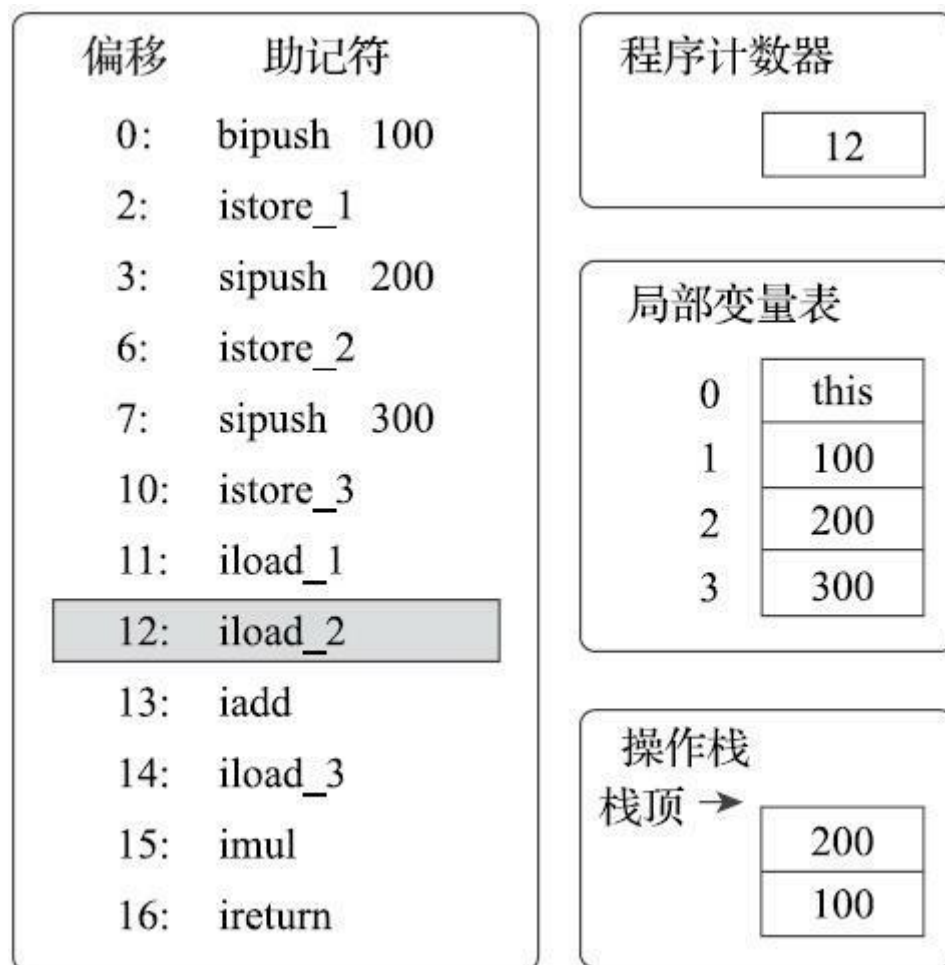 偏移 助记符
0: bipush 100
2: istore_1
3: sipush 200
6: istore_2
7: sipush 300
10: istore_3
11: iload_1
12: iload_2
13: iadd
14: iload_3
15: imul
16: ireturn
程序计数器
12
局部变量表
0 this
1 100
2 200
3 300
操作栈
栈顶
200
100